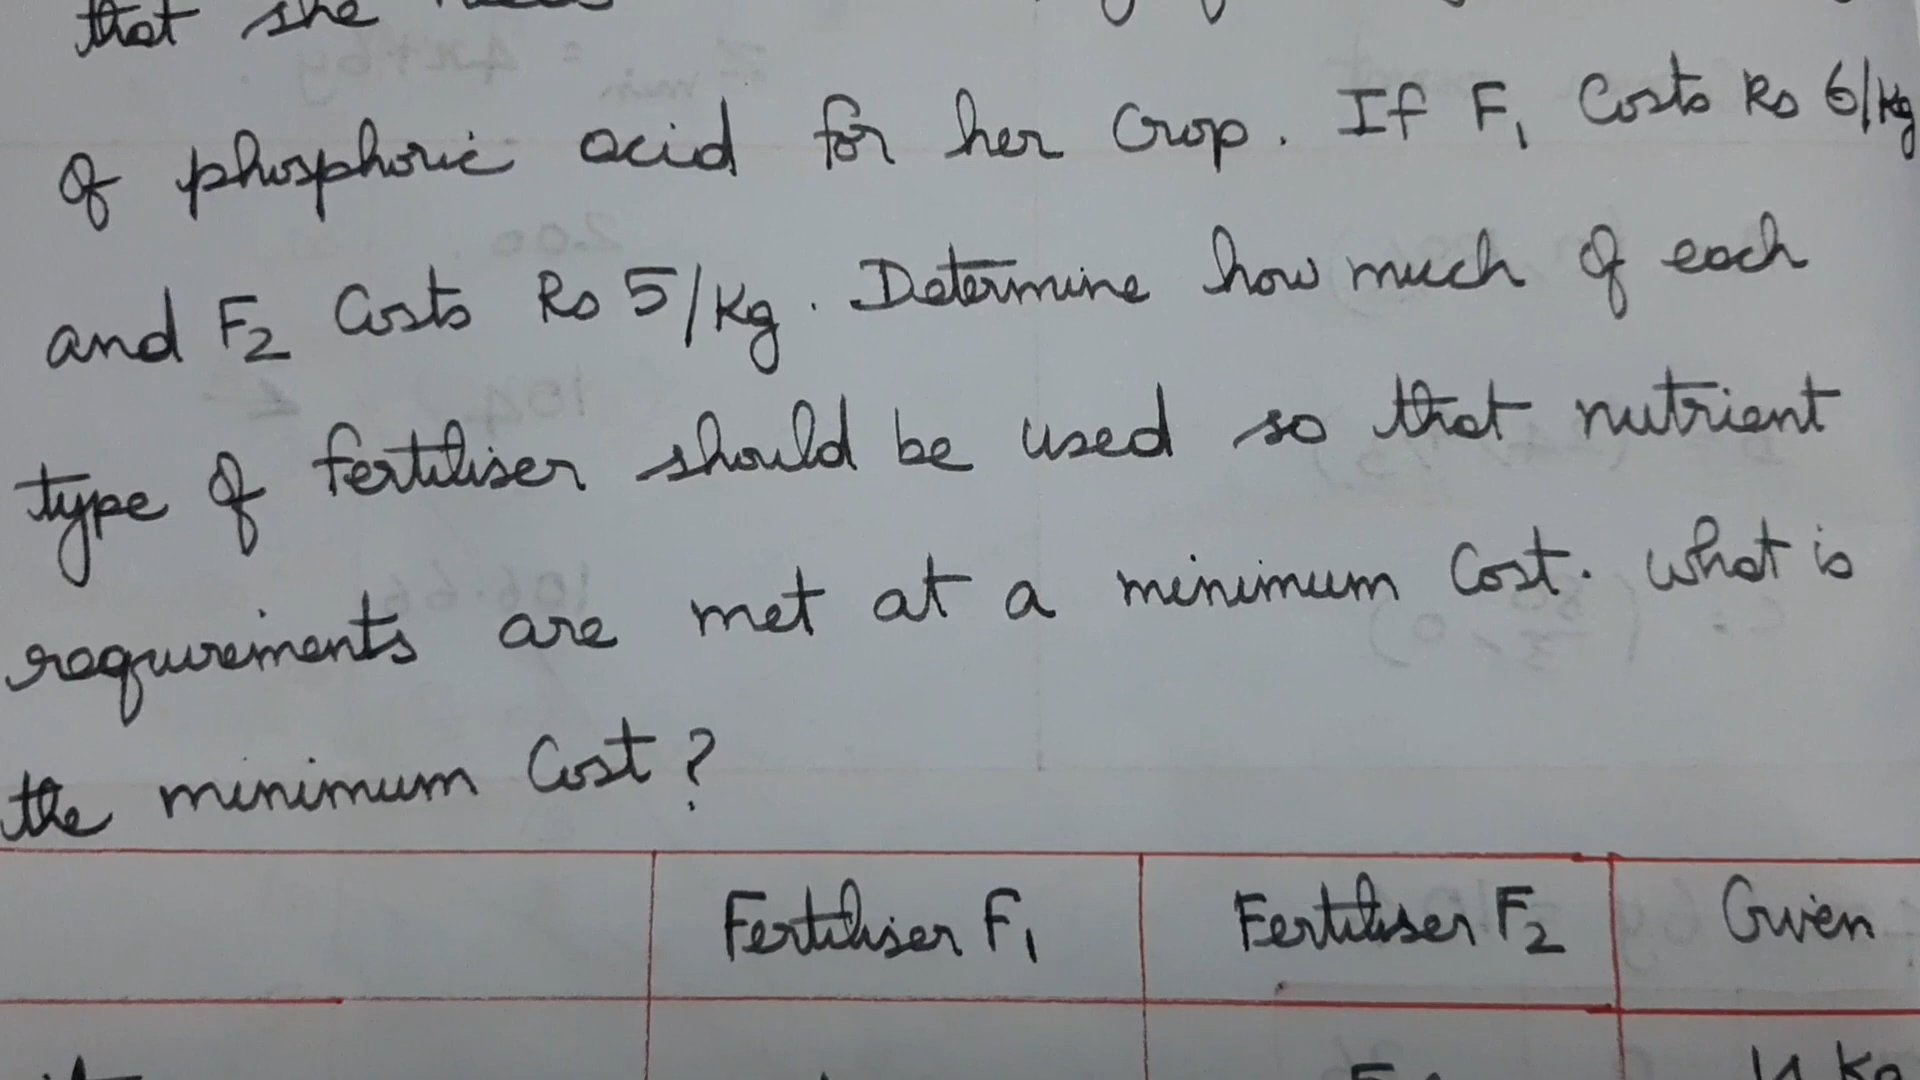 that she
of phosphoric acid for her crop. If F₁ Costs Rs 6/kg
and F₂ Costs Rs 5/kg. Determine how much of each
type of fertiliser should be used so that nutrient
requirements are met at a minimum Cost. What is
the minimum Cost?
Fertiliser F₁ Fertiliser F₂ Given